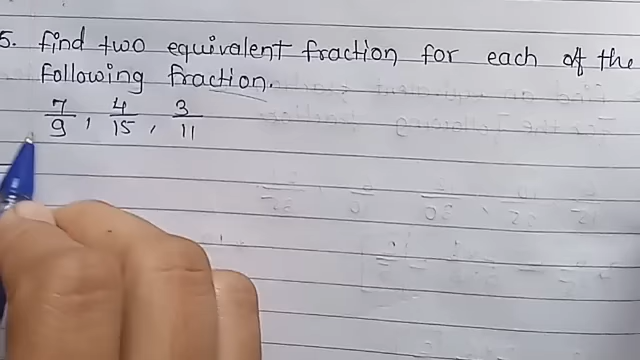 5. find two equivalent fraction for each of the
following fraction.
7/9, 4/15, 3/11